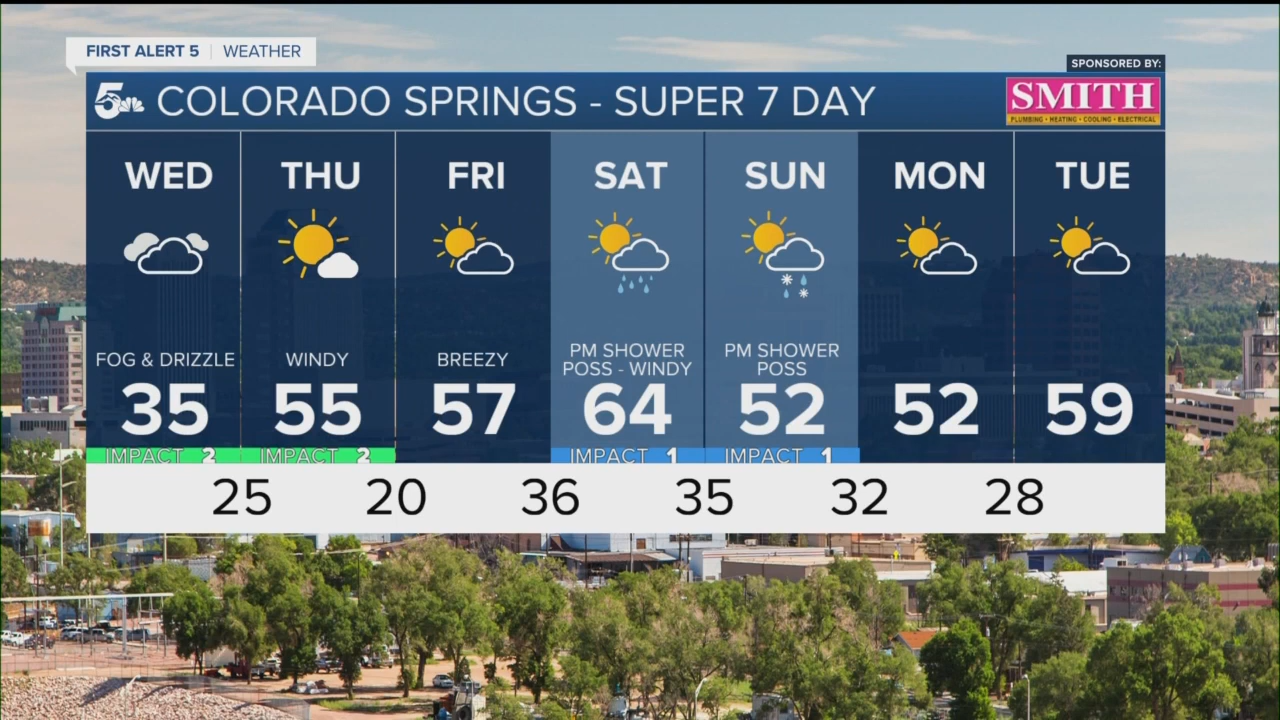 FIRST ALERT 5 | WEATHER
SPONSORED BY:
5 COLORADO SPRINGS - SUPER 7 DAY
SMITH
PLUMBING • HEATING • COOLING • ELECTRICAL
WED THU FRI SAT SUN MON TUE
FOG & DRIZZLE WINDY BREEZY PM SHOWER POSS - WINDY PM SHOWER POSS
35 55 57 64 52 52 59
IMPACT 2 IMPACT 2 IMPACT 1 IMPACT 1
25 20 36 35 32 28